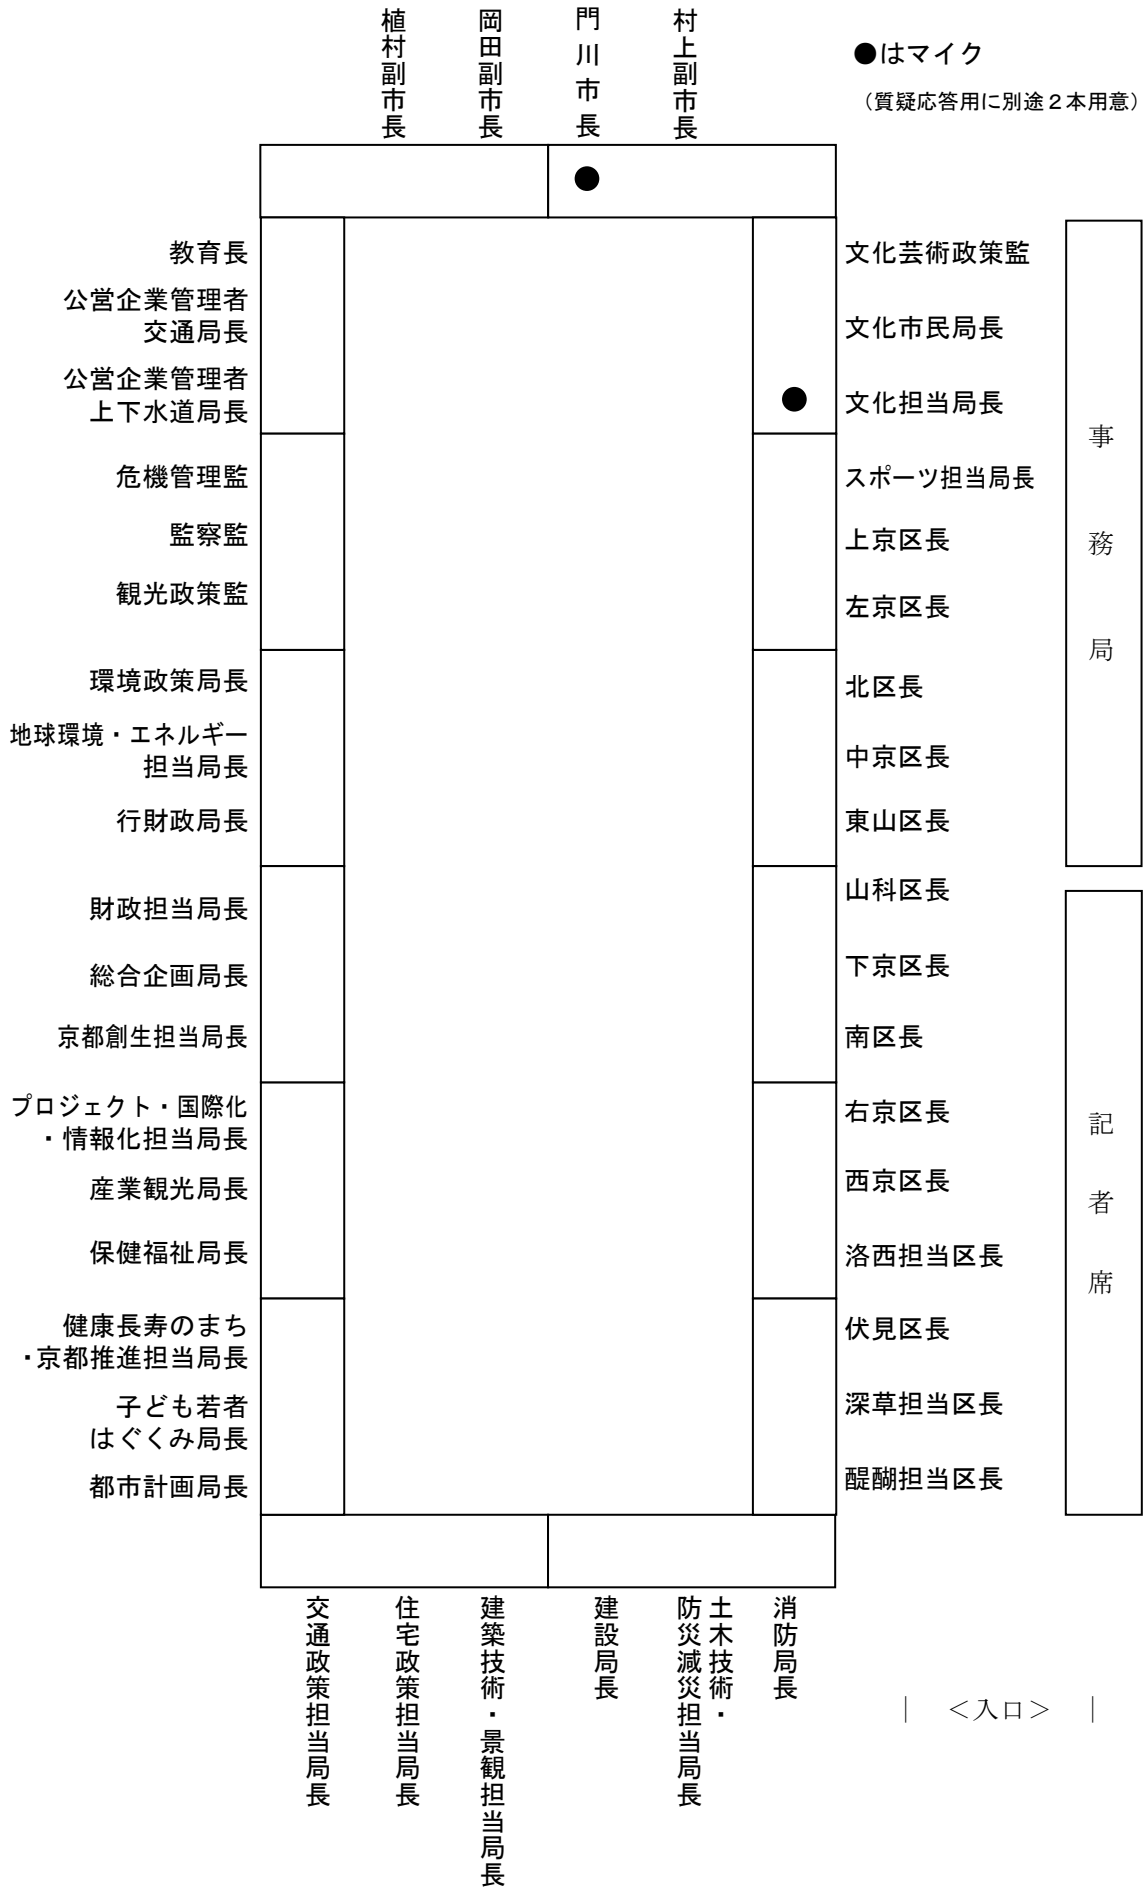 植村副市長
岡田副市長
門川市長
村上副市長
●はマイク
（質疑応答用に別途２本用意）
教育長
公営企業管理者
交通局長
公営企業管理者
上下水道局長
危機管理監
監察監
観光政策監
環境政策局長
地球環境・エネルギー
担当局長
行財政局長
財政担当局長
総合企画局長
京都創生担当局長
プロジェクト・国際化
・情報化担当局長
産業観光局長
保健福祉局長
健康長寿のまち
・京都推進担当局長
子ども若者
はぐくみ局長
都市計画局長
文化芸術政策監
文化市民局長
文化担当局長
スポーツ担当局長
上京区長
左京区長
北区長
中京区長
東山区長
山科区長
下京区長
南区長
右京区長
西京区長
洛西担当区長
伏見区長
深草担当区長
醍醐担当区長
事務局
記者席
交通政策担当局長
住宅政策担当局長
建築技術・景観担当局長
建設局長
土木技術・
防災減災担当局長
消防局長
｜　＜入口＞　｜